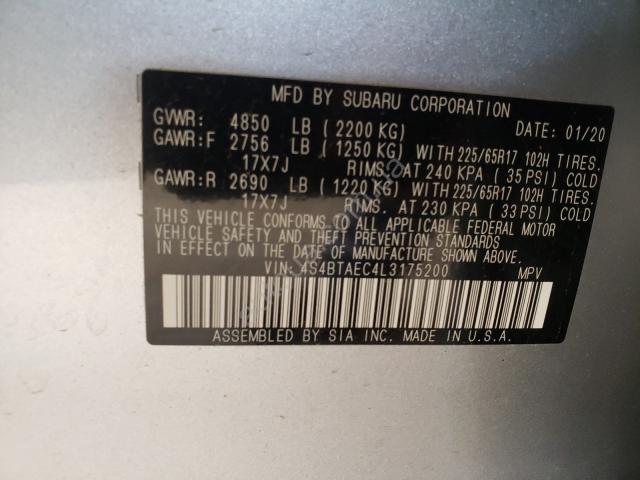 MFD BY SUBARU CORPORATION
GVWR: 4850 LB (2200 KG) DATE: 01/20
GAWR:F 2756 LB (1250 KG) WITH 225/65R17 102H TIRES.
17X7J RIMS. AT 240 KPA (35 PSI) COLD
GAWR:R 2690 LB (1220 KG) WITH 225/65R17 102H TIRES.
17X7J RIMS. AT 230 KPA (33 PSI) COLD
THIS VEHICLE CONFORMS TO ALL APPLICABLE FEDERAL MOTOR
VEHICLE SAFETY AND THEFT PREVENTION STANDARDS
IN EFFECT ON THE DATE OF MANUFACTURE SHOWN ABOVE.
VIN: 4S4BTAEC4L3175200 MPV
ASSEMBLED BY SIA INC. MADE IN U.S.A.